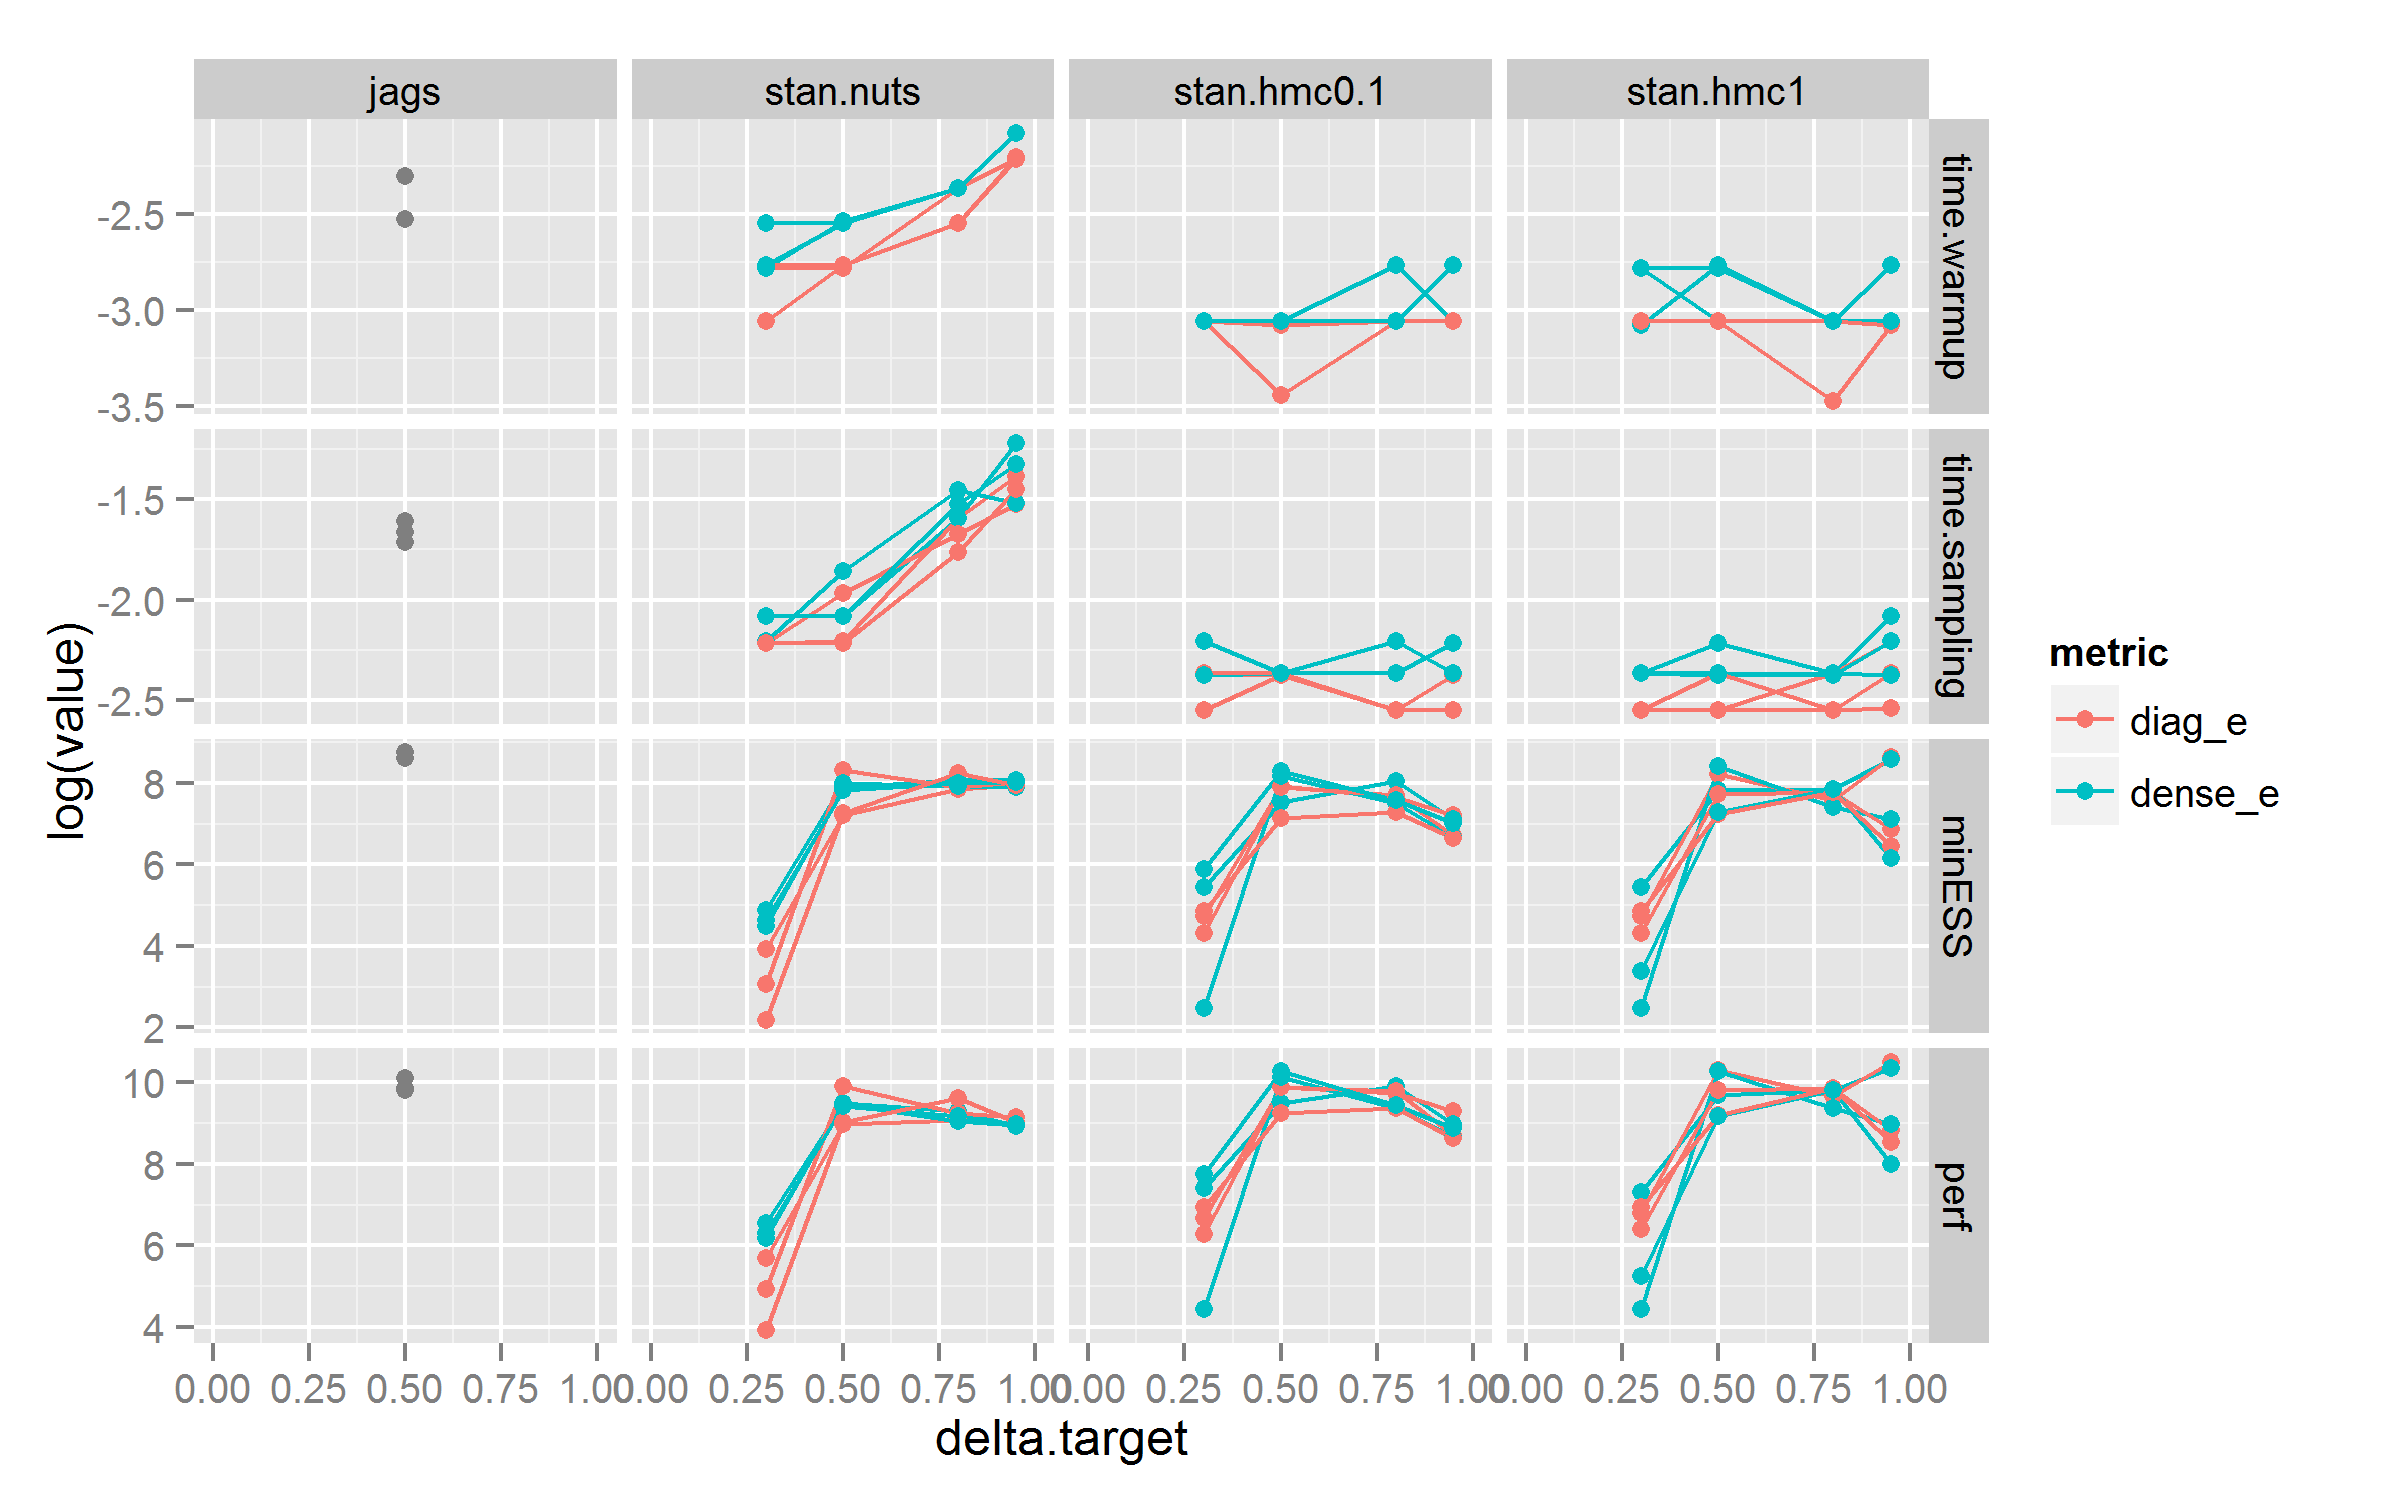 jags stan.nuts stan.hmc0.1 stan.hmc1
-2.5
-3.0
-3.5
time.warmup
-1.5
-2.0
-2.5
time.sampling
8
6
4
2
minESS
10
8
6
4
perf
0.00 0.25 0.50 0.75 1.00 0.00 0.25 0.50 0.75 1.00 0.00 0.25 0.50 0.75 1.00 0.00 0.25 0.50 0.75 1.00
delta.target
log(value)
metric
diag_e
dense_e